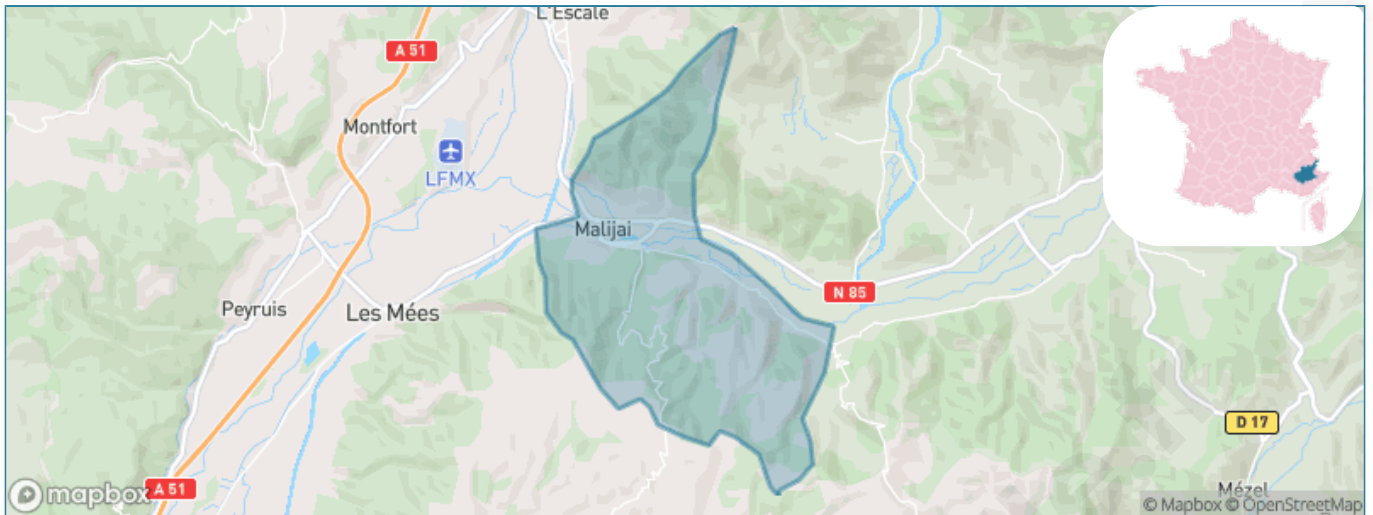 L'Escale
A 51
Montfort
LFMX
Malijai
N 85
Peyruis
Les Mées
D 17
A 51
Mézel
mapbox
© Mapbox © OpenStreetMap